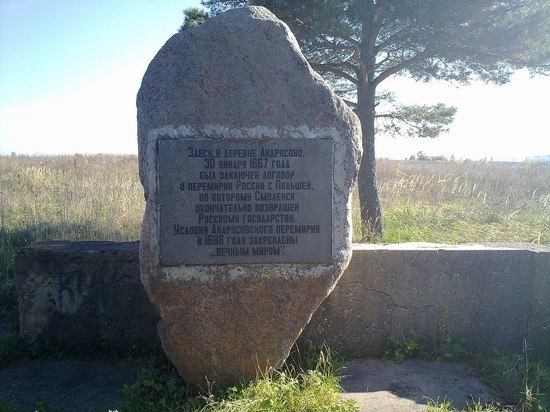 Здесь, в деревне Андрусово,
30 января 1667 года
был заключен договор
о перемирии России с Польшей,
по которому Смоленск
окончательно возвращен
Русскому государству.
Условия Андрусовского перемирия
в 1686 году закреплены
„Вечным миром".